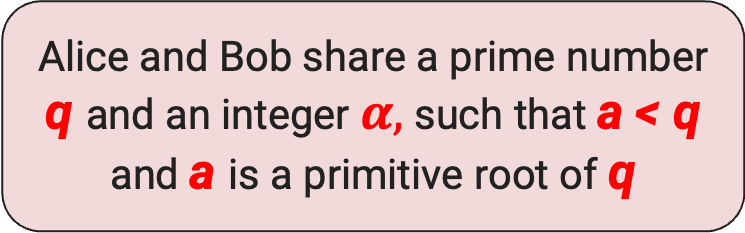 Alice and Bob share a prime number
q and an integer α, such that a < q
and a is a primitive root of q